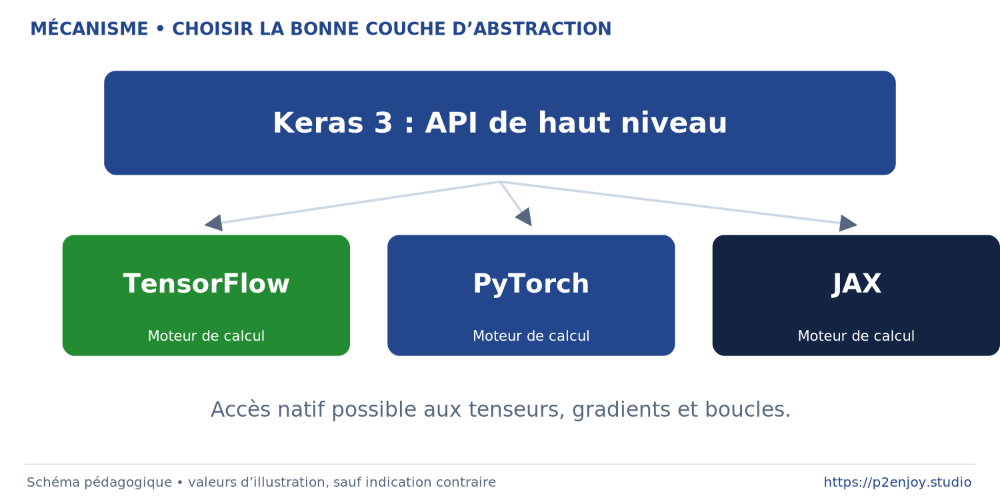 MÉCANISME • CHOISIR LA BONNE COUCHE D’ABSTRACTION
Keras 3 : API de haut niveau
TensorFlow
Moteur de calcul
PyTorch
Moteur de calcul
JAX
Moteur de calcul
Accès natif possible aux tenseurs, gradients et boucles.
Schéma pédagogique • valeurs d’illustration, sauf indication contraire
https://p2enjoy.studio